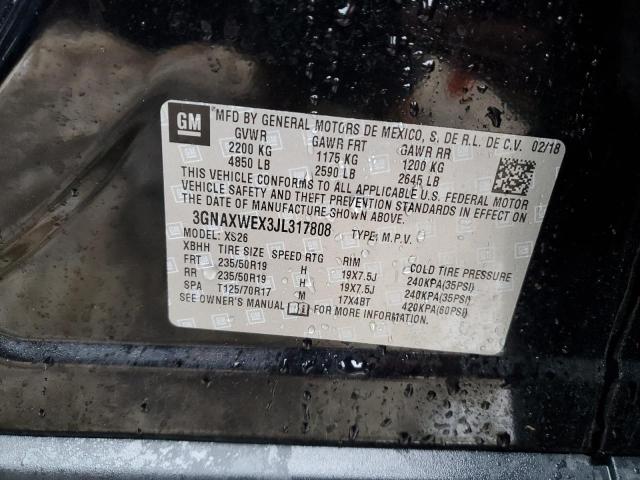 GM
MFD BY GENERAL MOTORS DE MEXICO, S. DE R.L. DE C.V. 02/18
GVWR GAWR FRT GAWR RR
2200 KG 1175 KG 1200 KG
4850 LB 2590 LB 2645 LB
THIS VEHICLE CONFORMS TO ALL APPLICABLE U.S. FEDERAL MOTOR
VEHICLE SAFETY AND THEFT PREVENTION STANDARDS IN EFFECT ON
THE DATE OF MANUFACTURE SHOWN ABOVE.
3GNAXWEX3JL317808 TYPE: M.P.V.
MODEL: XS26
XBHH TIRE SIZE SPEED RTG RIM COLD TIRE PRESSURE
FRT 235/50R19 H 19X7.5J 240KPA(35PSI)
RR 235/50R19 H 19X7.5J 240KPA(35PSI)
SPA T125/70R17 M 17X4BT 420KPA(60PSI)
SEE OWNER'S MANUAL FOR MORE INFORMATION.